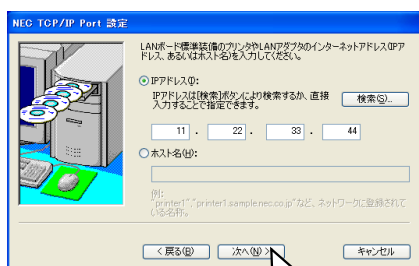 NEC TCP/IP Port 設定
LANボード標準装備のプリンタやLANアダプタのインターネットアドレス(IPア
ドレス、あるいはホスト名)を入力してください。
IPアドレス(I):
IPアドレスは[検索]ボタンにより検索するか、直接
入力することで指定できます。
検索(S)...
11 . 22 . 33 . 44
ホスト名(H):
例:
"printer1","printer1.sample.nec.co.jp"など、ネットワークに登録されて
いる名称。
< 戻る(B)
次へ(N) >
キャンセル